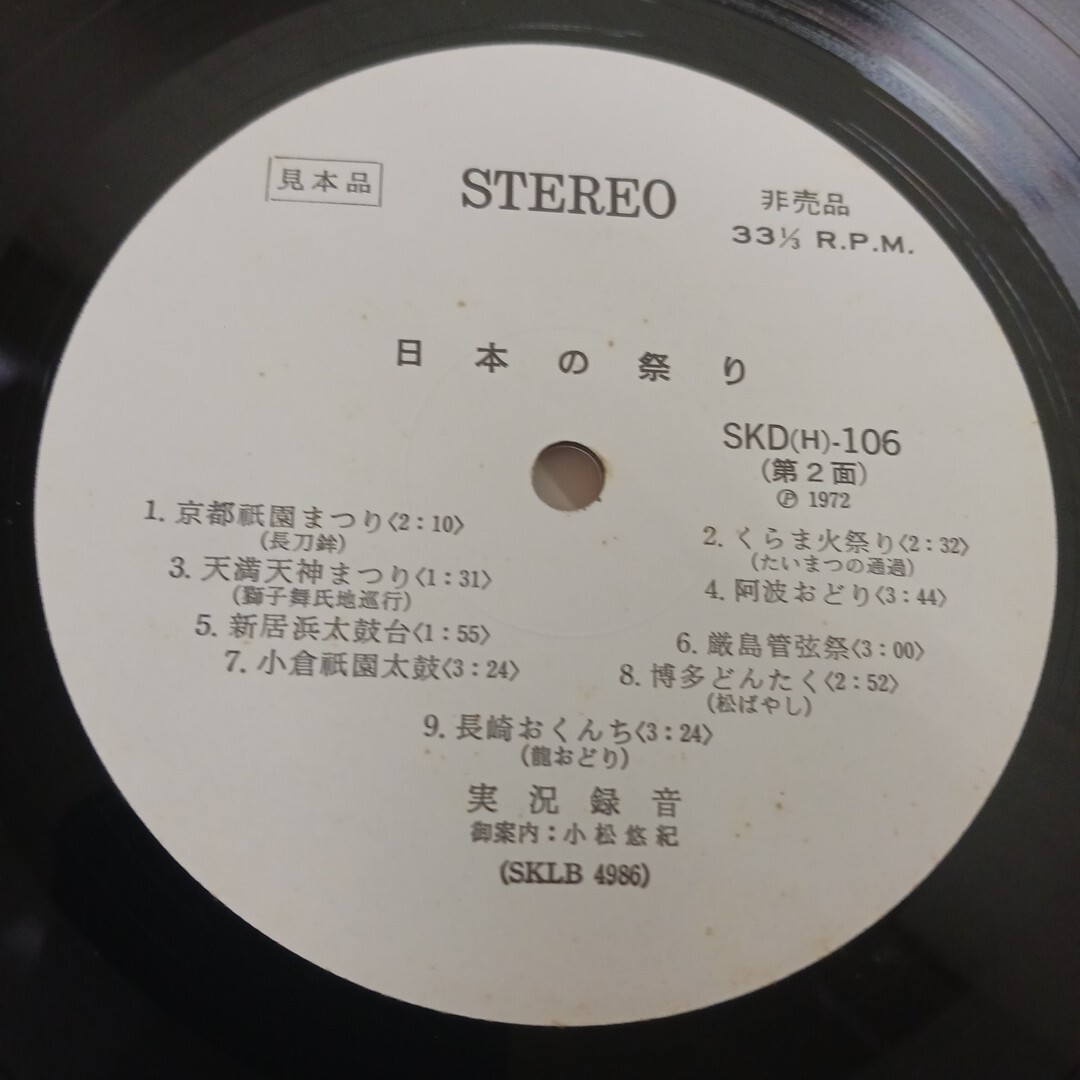 見本品
STEREO
非売品
33⅓ R.P.M.
日本の祭り
SKD(H)-106
(第2面)
Ⓟ 1972
1. 京都祇園まつり〈2:10〉
(長刀鉾)
2. くらま火祭り〈2:32〉
(たいまつの通過)
3. 天満天神まつり〈1:31〉
(獅子舞氏地巡行)
4. 阿波おどり〈3:44〉
5. 新居浜太鼓台〈1:55〉
6. 厳島管弦祭〈3:00〉
7. 小倉祇園太鼓〈3:24〉
8. 博多どんたく〈2:52〉
(松ばやし)
9. 長崎おくんち〈3:24〉
(龍おどり)
実況録音
御案内:小松悠紀
(SKLB 4986)